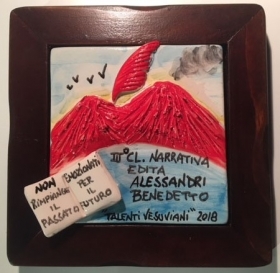 III° CL. NARRATIVA
EDITA
ALESSANDRI
BENEDETTO
"TALENTI VESUVIANI" 2018
NON
RIMPIANGERE
IL
PASSATO
EMOZIONATI
PER
IL
FUTURO